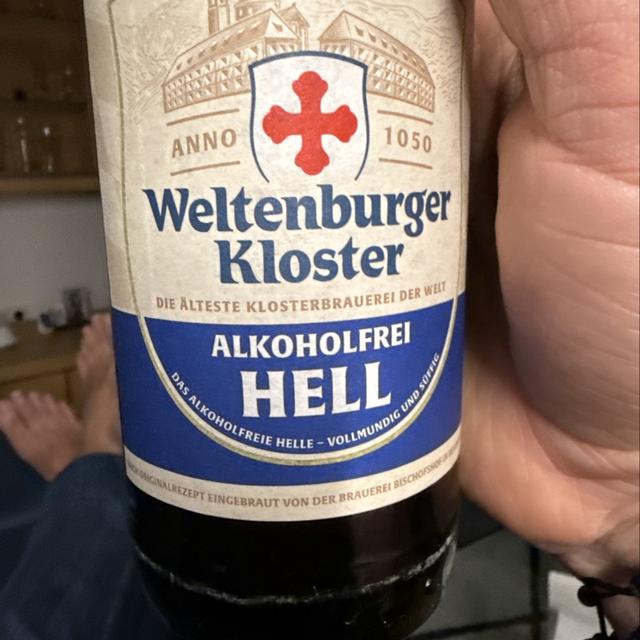 ANNO 1050
Weltenburger
Kloster
DIE ÄLTESTE KLOSTERBRAUEREI DER WELT
ALKOHOLFREI
HELL
DAS ALKOHOLFREIE HELLE – VOLLMUNDIG UND SÜFFIG
ORIGINALREZEPT EINGEBRAUT VON DER BRAUEREI BISCHOFSHOF